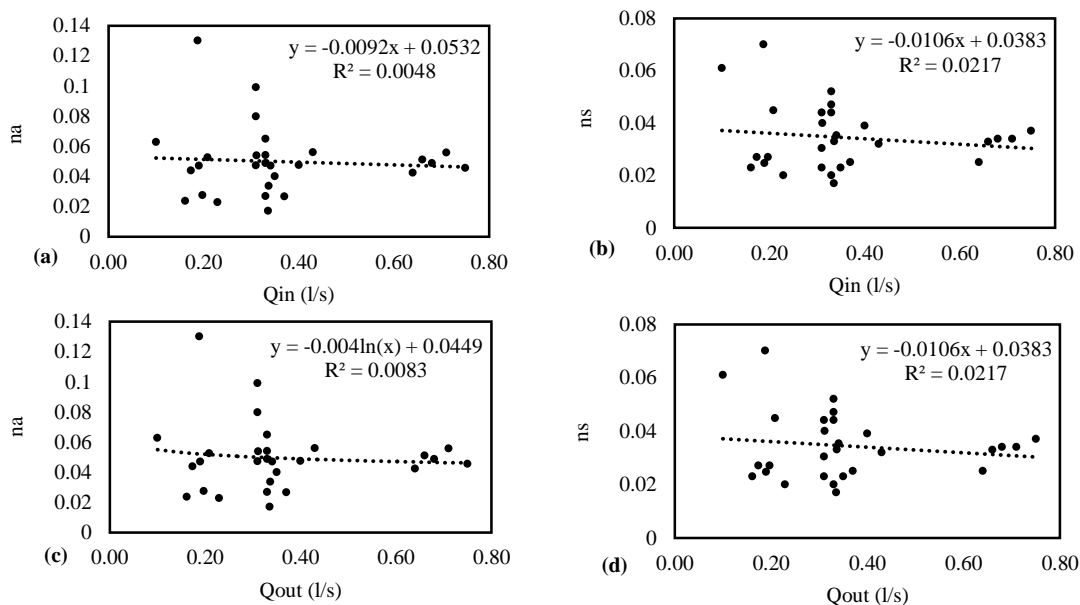 0.14
0.12
0.1
0.08
0.06
0.04
0.02
0
na
y = -0.0092x + 0.0532
R² = 0.0048
(a)
0.00 0.20 0.40 0.60 0.80
Qin (l/s)
0.08
0.06
0.04
0.02
0
ns
y = -0.0106x + 0.0383
R² = 0.0217
(b)
0.00 0.20 0.40 0.60 0.80
Qin (l/s)
0.14
0.12
0.1
0.08
0.06
0.04
0.02
0
na
y = -0.004ln(x) + 0.0449
R² = 0.0083
(c)
0.00 0.20 0.40 0.60 0.80
Qout (l/s)
0.08
0.06
0.04
0.02
0
ns
y = -0.0106x + 0.0383
R² = 0.0217
(d)
0.00 0.20 0.40 0.60 0.80
Qout (l/s)